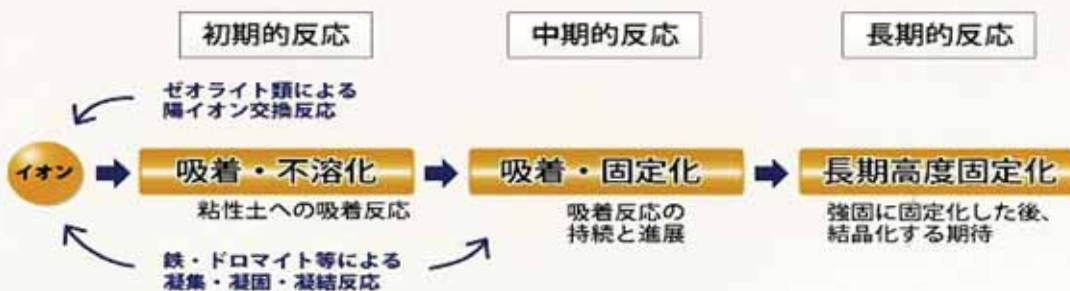 初期的反応
中期的反応
長期的反応
ゼオライト類による
陽イオン交換反応
イオン
吸着・不溶化
吸着・固定化
長期高度固定化
粘性土への吸着反応
吸着反応の
持続と進展
強固に固定化した後、
結晶化する期待
鉄・ドロマイト等による
凝集・凝固・凝結反応